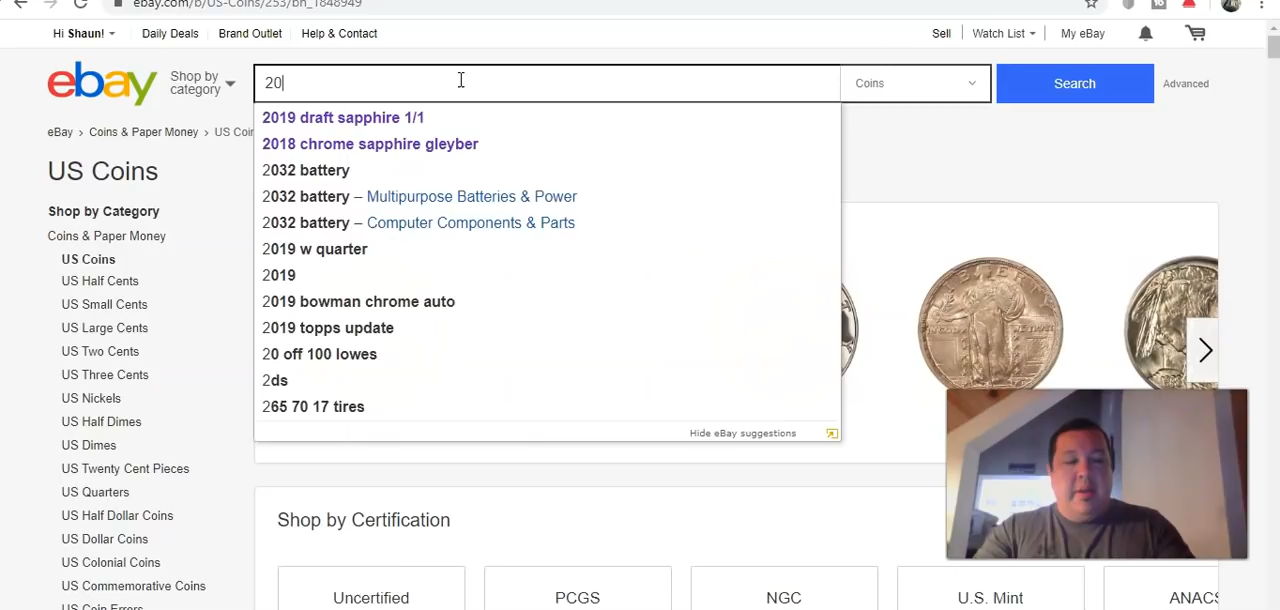 ebay.com/b/US-Coins/253/bn_1848949
Hi Shaun! Daily Deals Brand Outlet Help & Contact Sell Watch List My eBay
ebay Shop by category 20 Coins Search Advanced
eBay > Coins & Paper Money > US Coin
US Coins
Shop by Category
Coins & Paper Money
US Coins
US Half Cents
US Small Cents
US Large Cents
US Two Cents
US Three Cents
US Nickels
US Half Dimes
US Dimes
US Twenty Cent Pieces
US Quarters
US Half Dollar Coins
US Dollar Coins
US Colonial Coins
US Commemorative Coins
US Coin Errors
2019 draft sapphire 1/1
2018 chrome sapphire gleyber
2032 battery
2032 battery – Multipurpose Batteries & Power
2032 battery – Computer Components & Parts
2019 w quarter
2019
2019 bowman chrome auto
2019 topps update
20 off 100 lowes
2ds
265 70 17 tires
Hide eBay suggestions
Shop by Certification
Uncertified PCGS NGC U.S. Mint ANACS